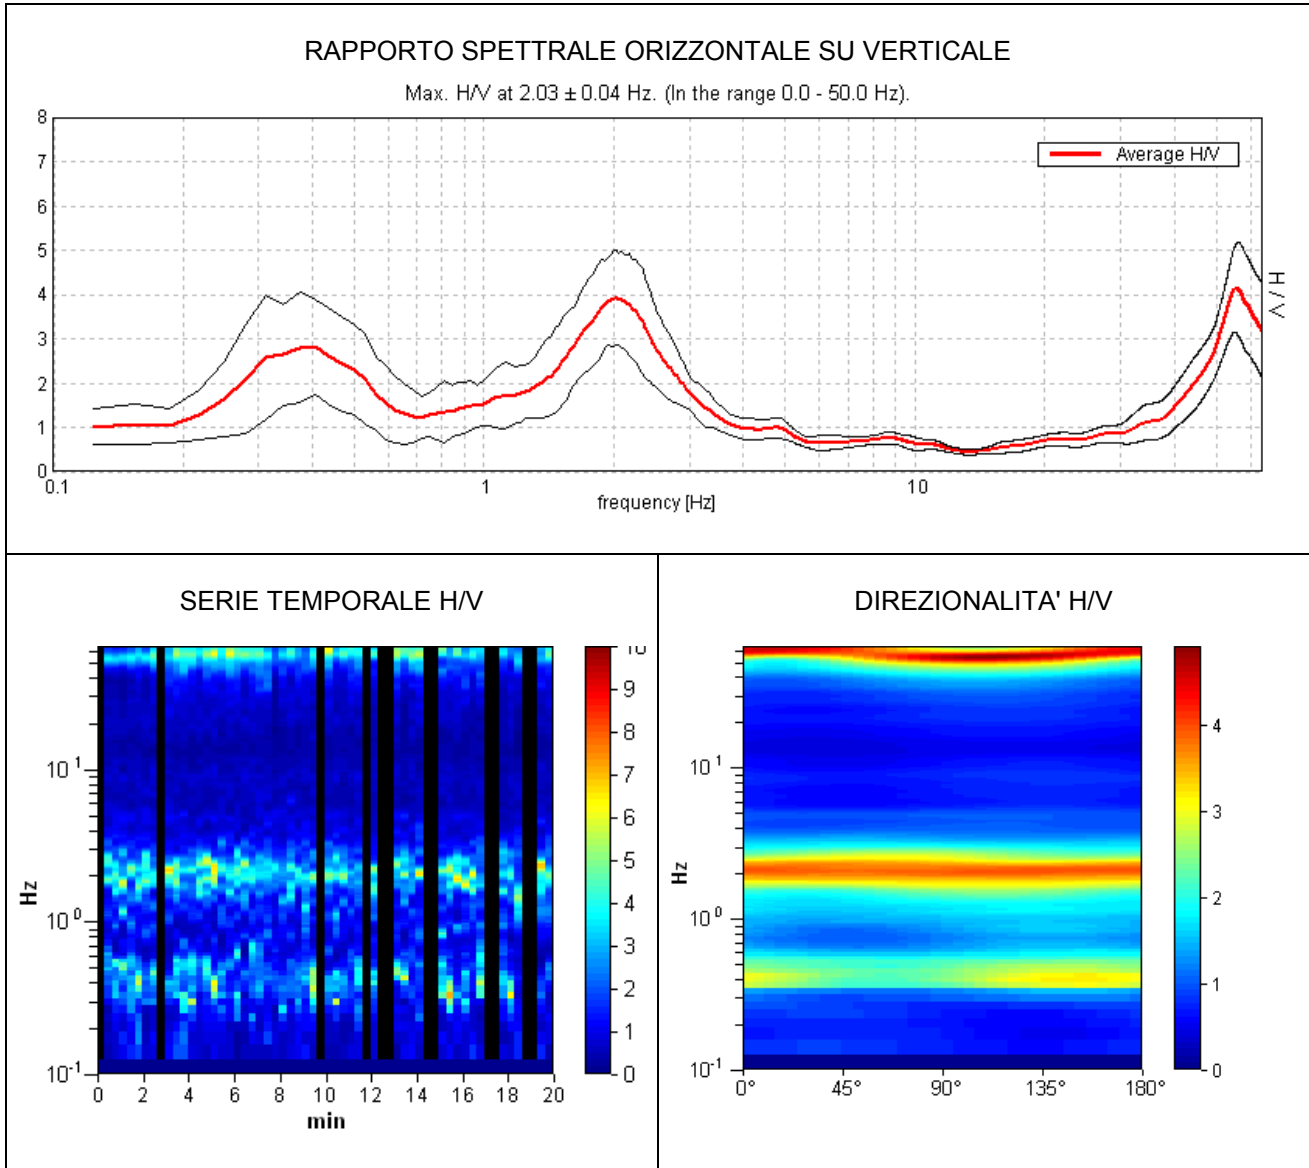 RAPPORTO SPETTRALE ORIZZONTALE SU VERTICALE
Max. H/V at 2.03 ± 0.04 Hz. (In the range 0.0 - 50.0 Hz).
8
7
6
5
4
3
2
1
0
Average H/V
H / V
0.1 1 10
frequency [Hz]
SERIE TEMPORALE H/V
10
9
8
7
6
5
4
3
2
1
0
10¹
10⁰
10⁻¹
Hz
0 2 4 6 8 10 12 14 16 18 20
min
DIREZIONALITA' H/V
4
3
2
1
0
10¹
10⁰
10⁻¹
Hz
0° 45° 90° 135° 180°